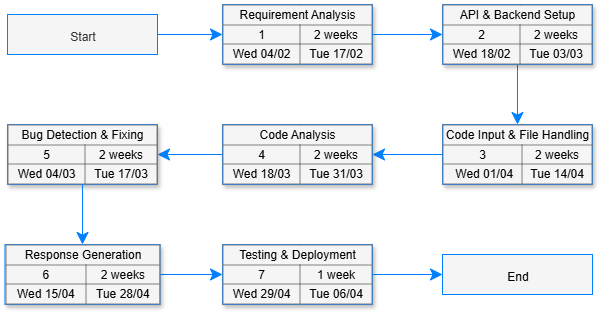 Start
Requirement Analysis
1 2 weeks
Wed 04/02 Tue 17/02
API & Backend Setup
2 2 weeks
Wed 18/02 Tue 03/03
Code Input & File Handling
3 2 weeks
Wed 01/04 Tue 14/04
Code Analysis
4 2 weeks
Wed 18/03 Tue 31/03
Bug Detection & Fixing
5 2 weeks
Wed 04/03 Tue 17/03
Response Generation
6 2 weeks
Wed 15/04 Tue 28/04
Testing & Deployment
7 1 week
Wed 29/04 Tue 06/04
End